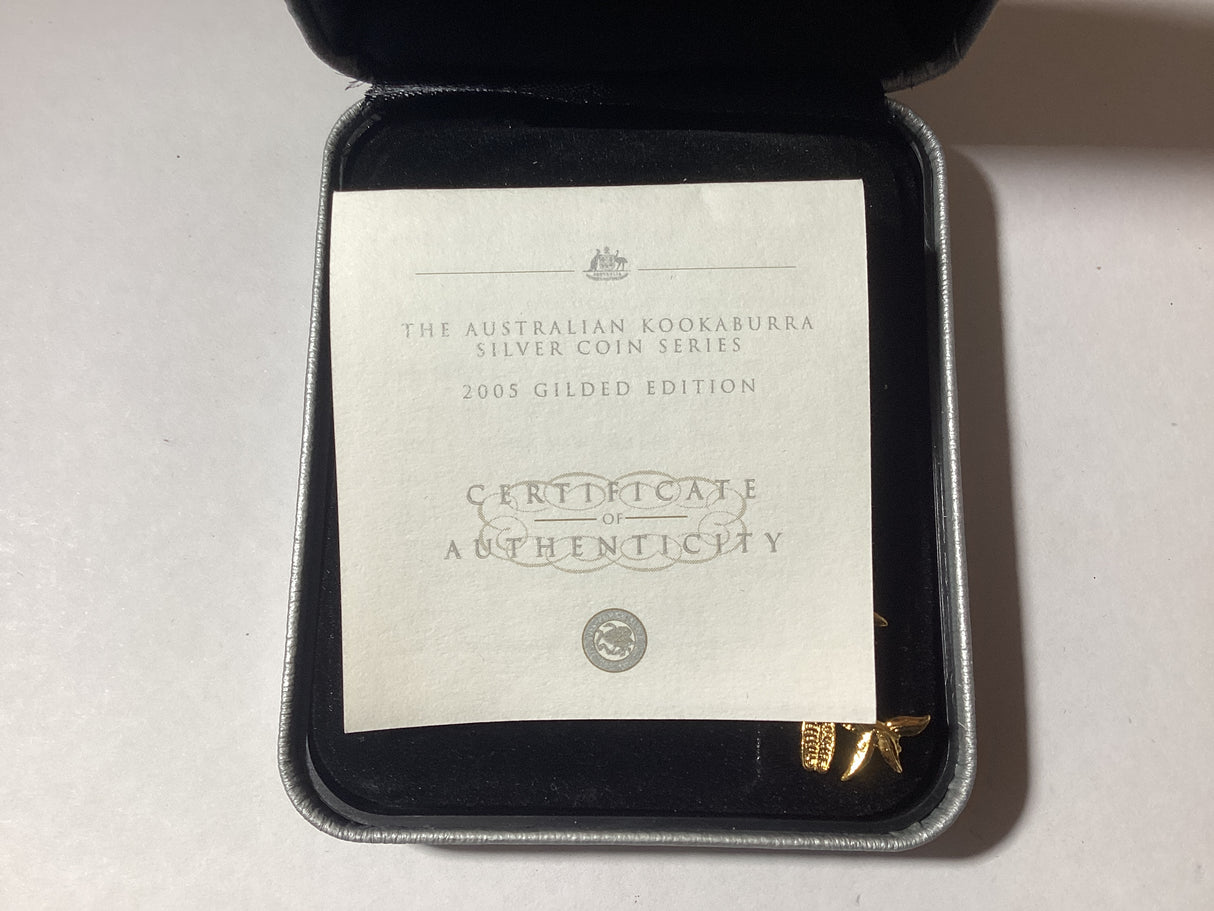 THE AUSTRALIAN KOOKABURRA
SILVER COIN SERIES
2005 GILDED EDITION
CERTIFICATE
OF
AUTHENTICITY